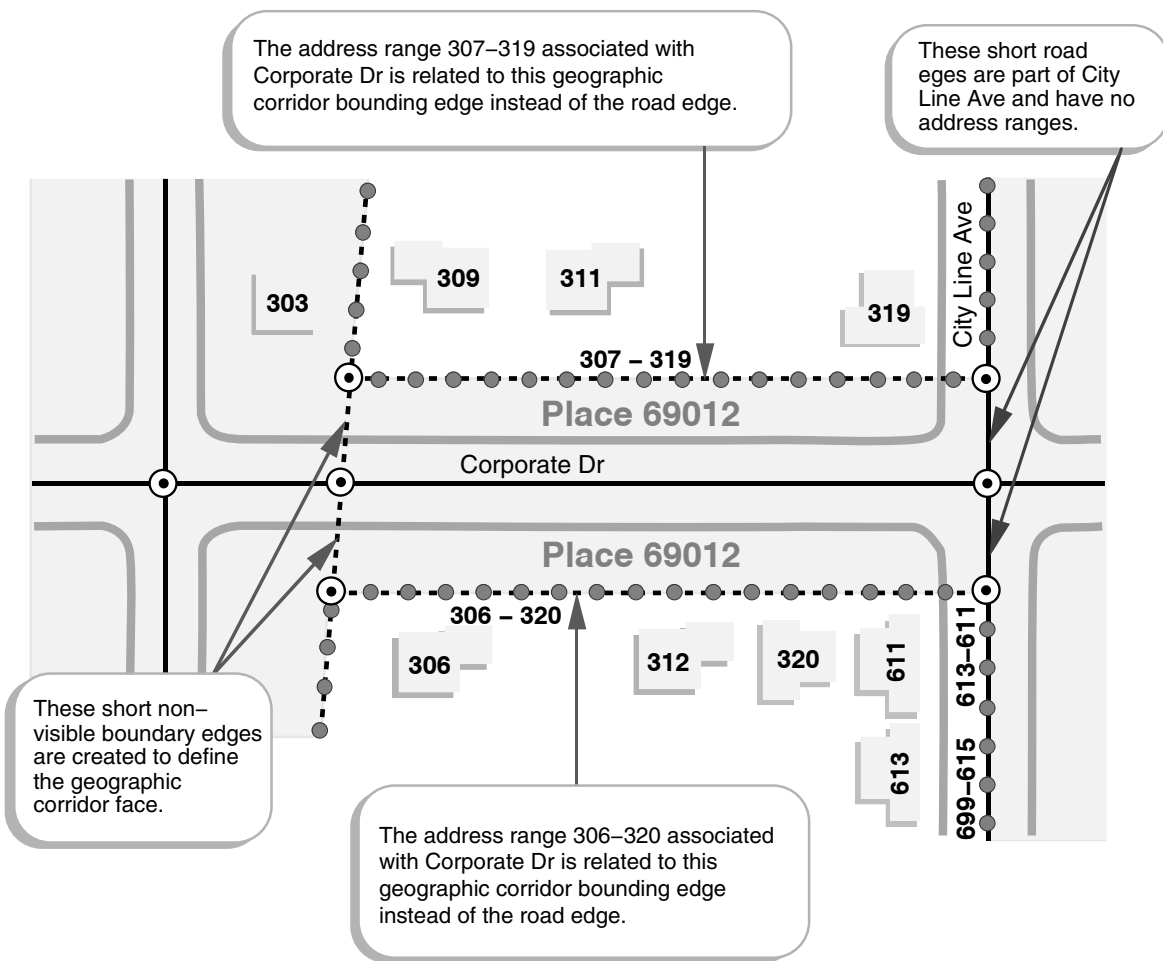 The address range 307–319 associated with
Corporate Dr is related to this geographic
corridor bounding edge instead of the road edge.
These short road
eges are part of City
Line Ave and have no
address ranges.
City Line Ave
303
309
311
319
307 – 319
Place 69012
Corporate Dr
Place 69012
306 – 320
306
312
320
611
613–611
613
699–615
These short non–
visible boundary edges
are created to define
the geographic
corridor face.
The address range 306–320 associated
with Corporate Dr is related to this
geographic corridor bounding edge
instead of the road edge.